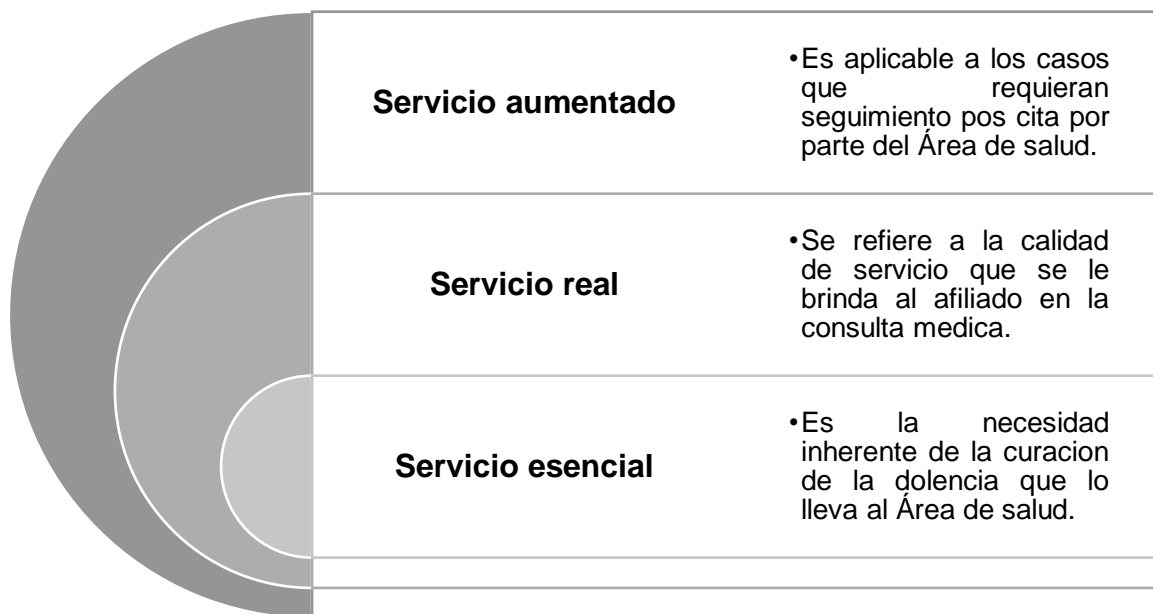 Servicio aumentado
•Es aplicable a los casos
que requieran
seguimiento pos cita por
parte del Área de salud.
Servicio real
•Se refiere a la calidad
de servicio que se le
brinda al afiliado en la
consulta medica.
Servicio esencial
•Es la necesidad
inherente de la curacion
de la dolencia que lo
lleva al Área de salud.